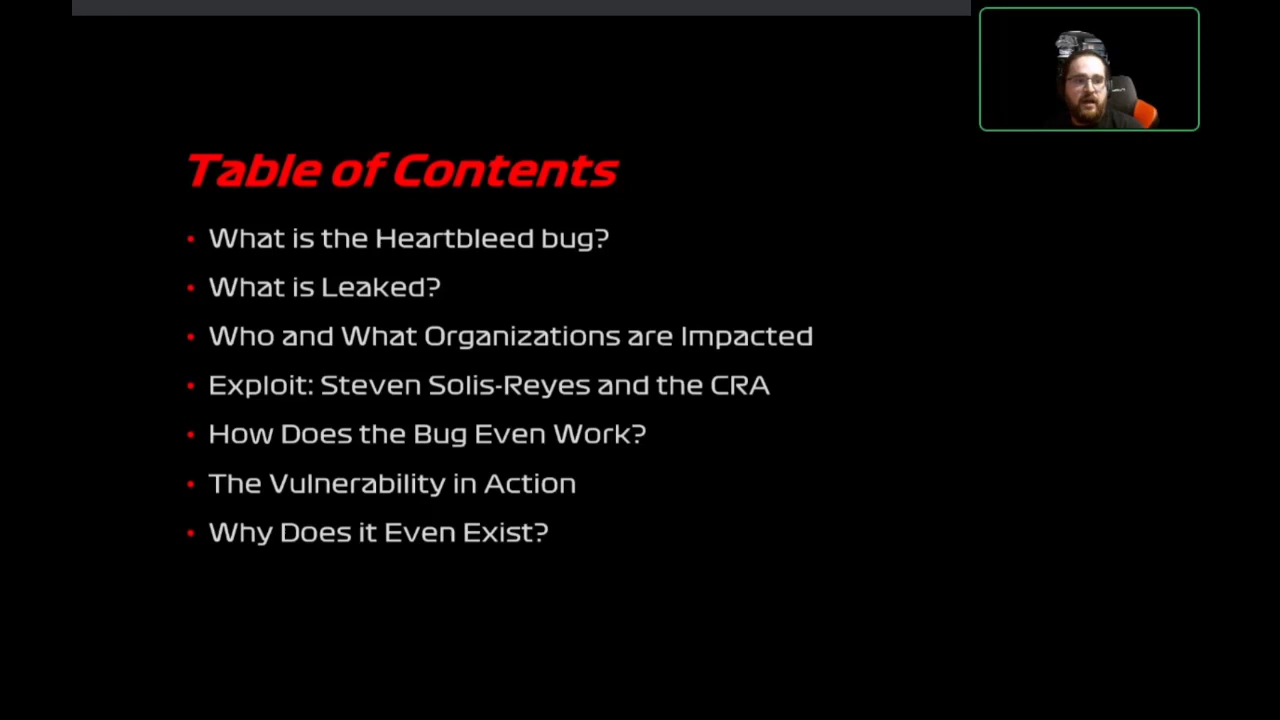 Table of Contents
What is the Heartbleed bug?
What is Leaked?
Who and What Organizations are Impacted
Exploit: Steven Solis-Reyes and the CRA
How Does the Bug Even Work?
The Vulnerability in Action
Why Does it Even Exist?